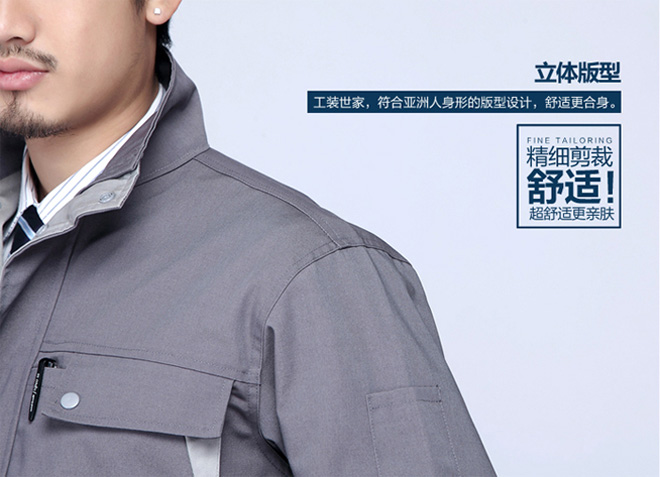 立体版型
工装世家，符合亚洲人身形的版型设计，舒适更合身。
FINE TAILORING
精细剪裁
舒适！
超舒适更亲肤